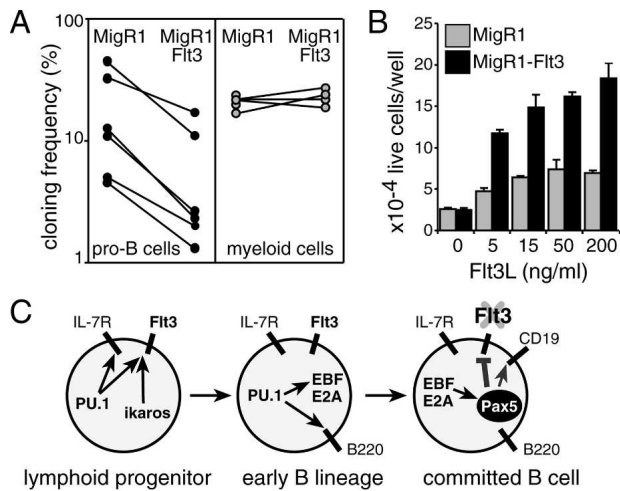 A
MigR1
MigR1
Flt3
MigR1
MigR1
Flt3
100
10
1
cloning frequency (%)
pro-B cells
myeloid cells
B
MigR1
MigR1-Flt3
25
20
15
10
5
0
x10-4 live cells/well
0 5 15 50 200
Flt3L (ng/ml)
C
IL-7R Flt3
PU.1
ikaros
lymphoid progenitor
IL-7R Flt3
PU.1
EBF
E2A
B220
early B lineage
IL-7R
Flt3
CD19
EBF
E2A
Pax5
B220
committed B cell